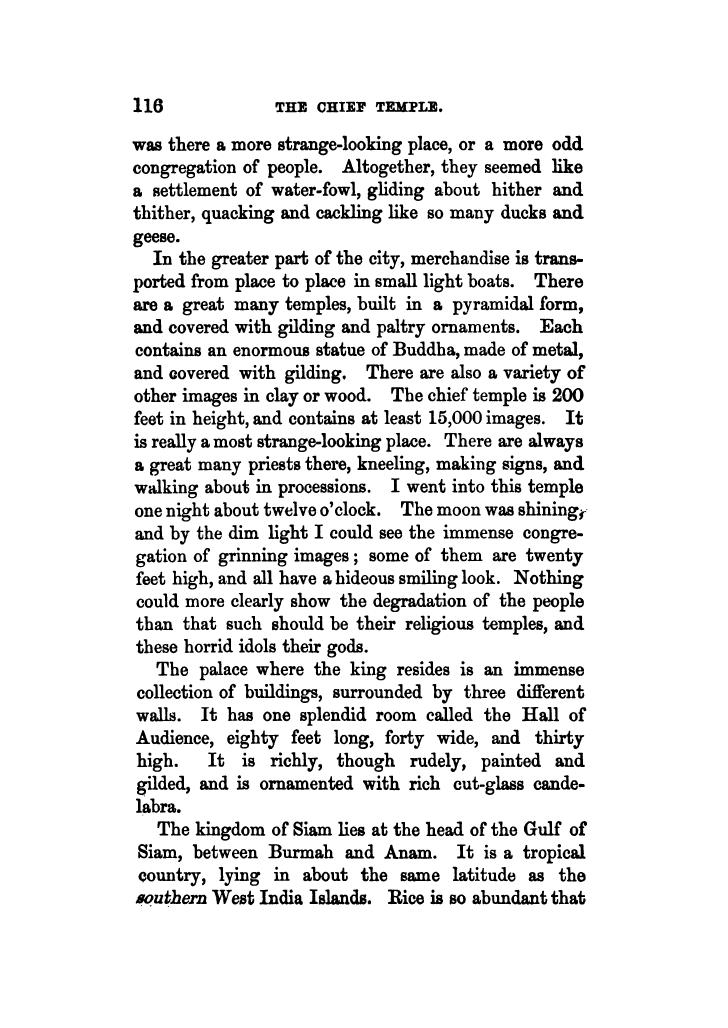 116 THE CHIEF TEMPLE.
was there a more strange-looking place, or a more odd
congregation of people. Altogether, they seemed like
a settlement of water-fowl, gliding about hither and
thither, quacking and cackling like so many ducks and
geese.
In the greater part of the city, merchandise is trans-
ported from place to place in small light boats. There
are a great many temples, built in a pyramidal form,
and covered with gilding and paltry ornaments. Each
contains an enormous statue of Buddha, made of metal,
and covered with gilding. There are also a variety of
other images in clay or wood. The chief temple is 200
feet in height, and contains at least 15,000 images. It
is really a most strange-looking place. There are always
a great many priests there, kneeling, making signs, and
walking about in processions. I went into this temple
one night about twelve o'clock. The moon was shining,
and by the dim light I could see the immense congre-
gation of grinning images; some of them are twenty
feet high, and all have a hideous smiling look. Nothing
could more clearly show the degradation of the people
than that such should be their religious temples, and
these horrid idols their gods.
The palace where the king resides is an immense
collection of buildings, surrounded by three different
walls. It has one splendid room called the Hall of
Audience, eighty feet long, forty wide, and thirty
high. It is richly, though rudely, painted and
gilded, and is ornamented with rich cut-glass cande-
labra.
The kingdom of Siam lies at the head of the Gulf of
Siam, between Burmah and Anam. It is a tropical
country, lying in about the same latitude as the
southern West India Islands. Rice is so abundant that